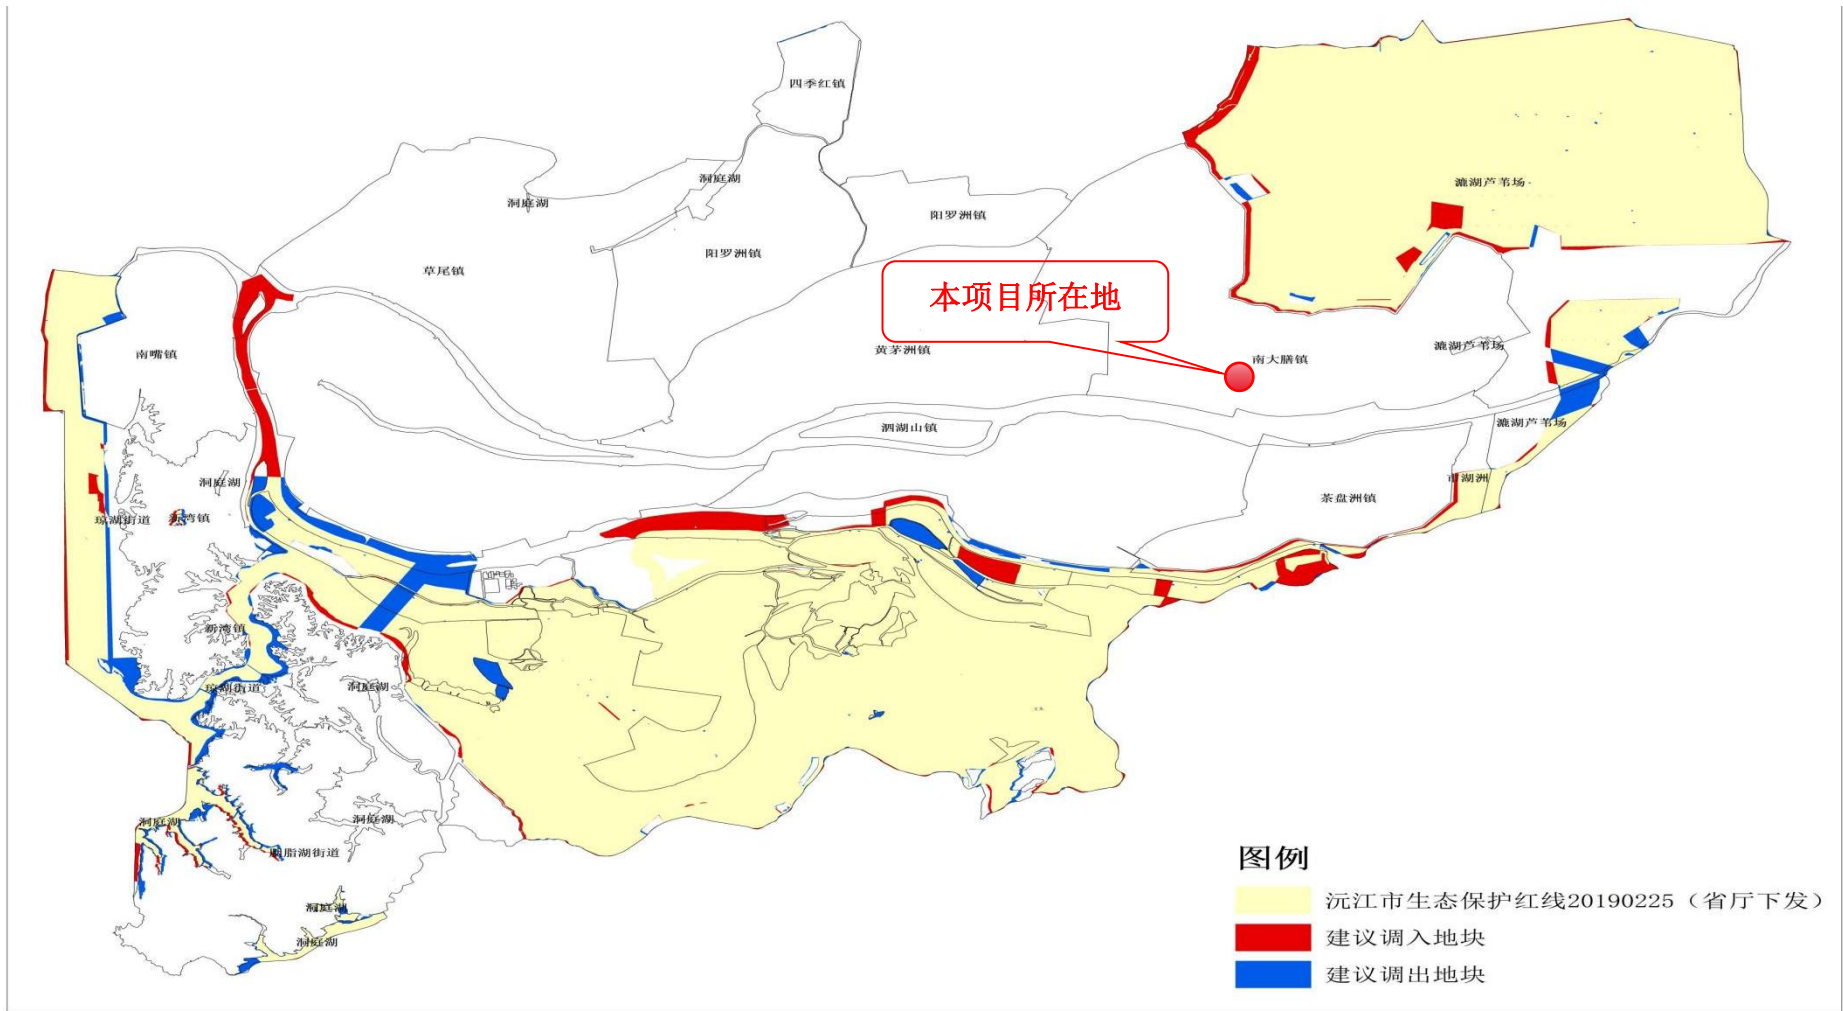 四季红镇
洞庭湖
漉湖芦苇场
洞庭湖
阳罗洲镇
阳罗洲镇
草尾镇
本项目所在地
南嘴镇
黄茅洲镇
南大膳镇
漉湖芦苇场
泗湖山镇
漉湖芦苇场
洞庭湖
市湖洲
茶盘洲镇
琼湖街道
新湾镇
新湾镇
琼湖街道
洞庭湖
洞庭湖
洞庭湖
胭脂湖街道
洞庭湖
洞庭湖
图例
沅江市生态保护红线20190225（省厅下发）
建议调入地块
建议调出地块